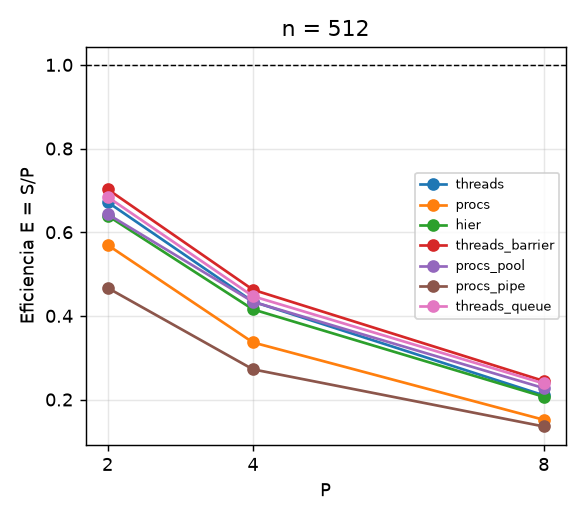 n = 512
Eficiencia E = S/P
1.0
0.8
0.6
0.4
0.2
threads
procs
hier
threads_barrier
procs_pool
procs_pipe
threads_queue
2
4
8
P